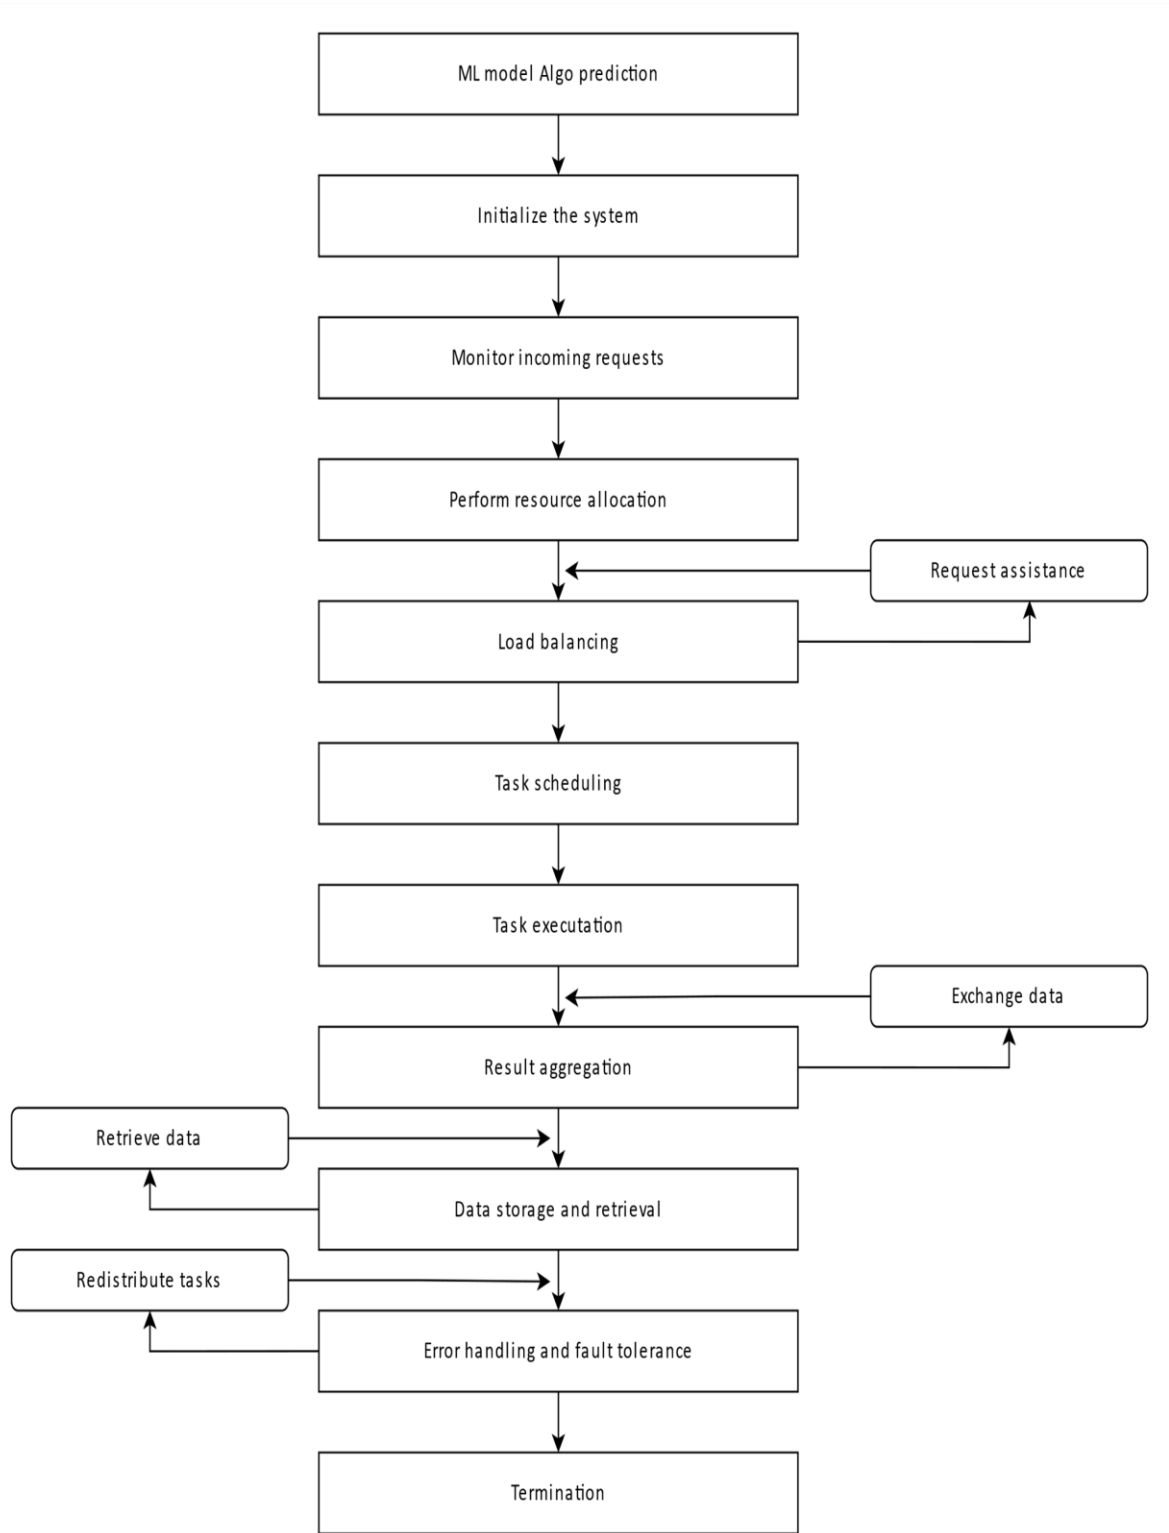 ML model Algo prediction
Initialize the system
Monitor incoming requests
Perform resource allocation
Request assistance
Load balancing
Task scheduling
Task executation
Exchange data
Result aggregation
Retrieve data
Data storage and retrieval
Redistribute tasks
Error handling and fault tolerance
Termination